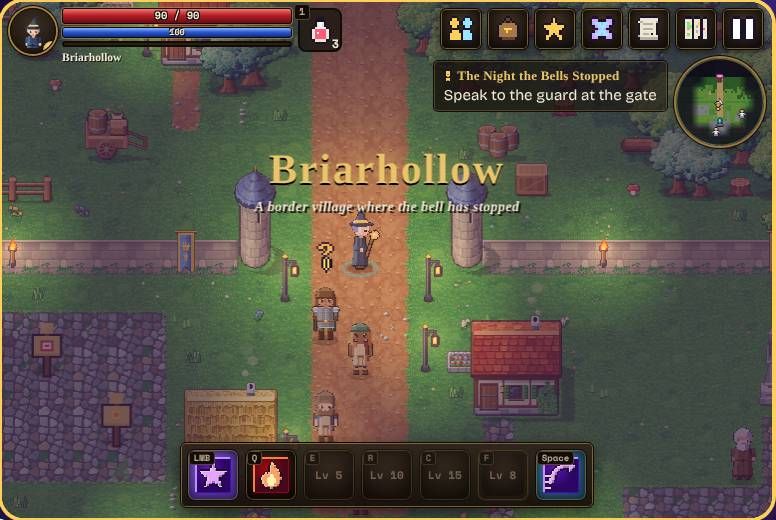 90 / 90
100
Briarhollow
1
3
The Night the Bells Stopped
Speak to the guard at the gate
Briarhollow
A border village where the bell has stopped
LMB
Q
E
R
C
F
Space
Lv 5
Lv 10
Lv 15
Lv 8